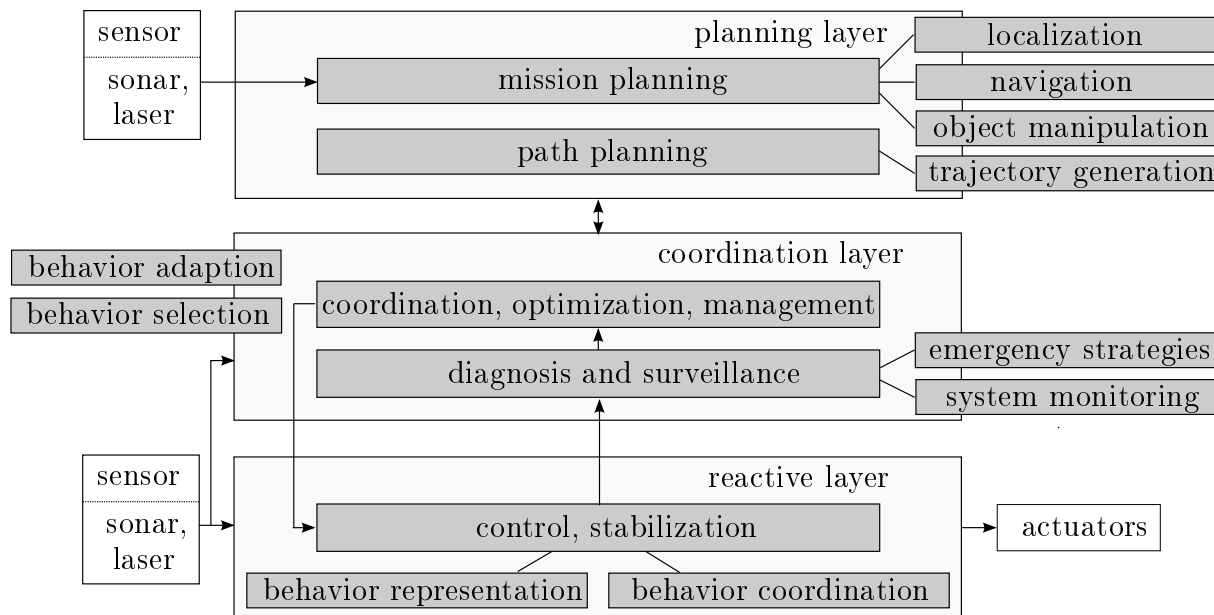 sensor
sonar,
laser
planning layer
mission planning
path planning
localization
navigation
object manipulation
trajectory generation
behavior adaption
behavior selection
coordination layer
coordination, optimization, management
diagnosis and surveillance
emergency strategies
system monitoring
sensor
sonar,
laser
reactive layer
control, stabilization
behavior representation
behavior coordination
actuators